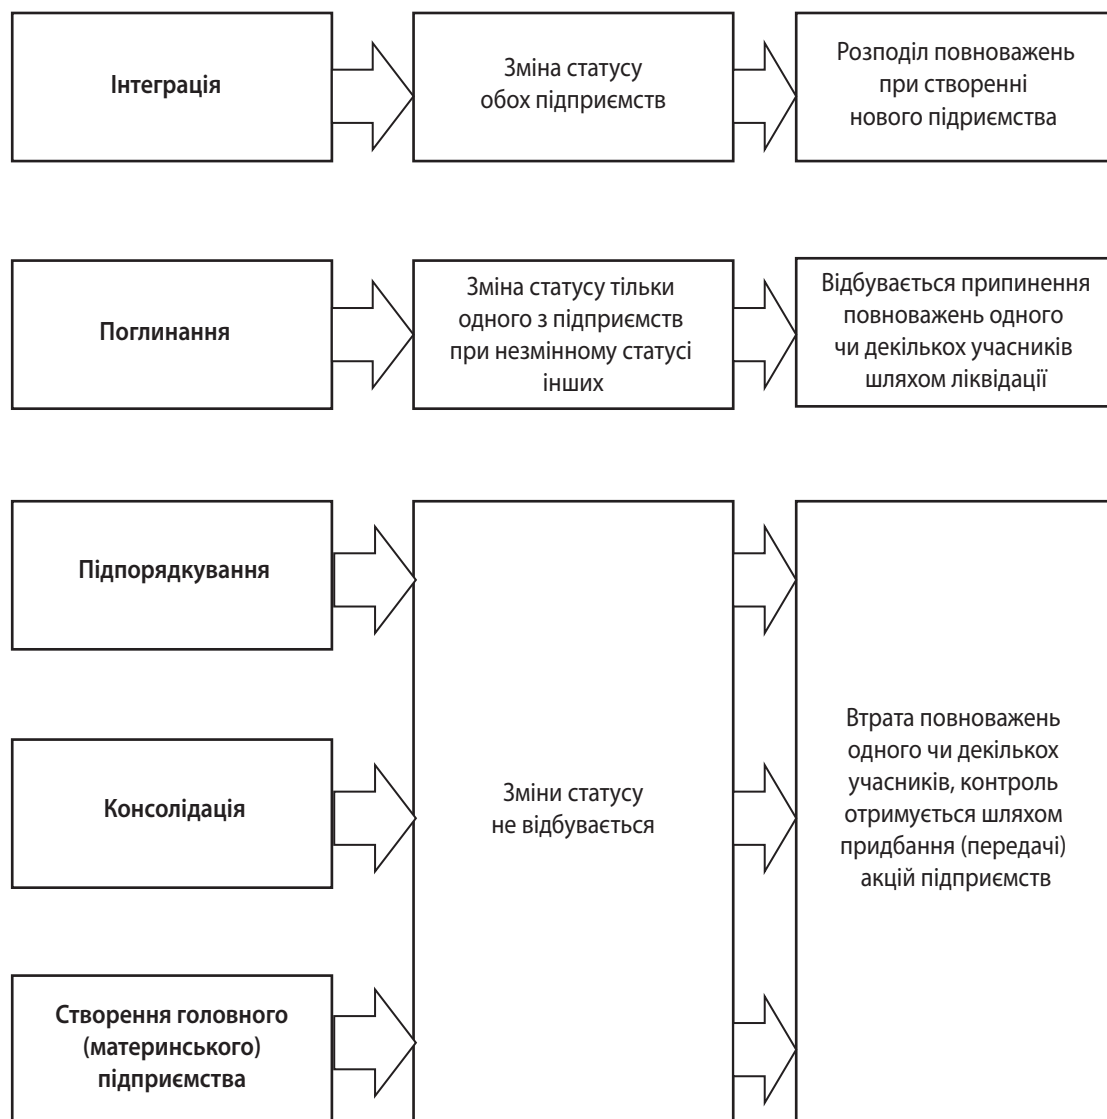 Інтеграція
Зміна статусу
обох підприємств
Розподіл повноважень
при створенні
нового підриємства
Поглинання
Зміна статусу тільки
одного з підприємств
при незмінному статусі
інших
Відбувається припинення
повноважень одного
чи декількох учасників
шляхом ліквідації
Підпорядкування
Консолідація
Створення головного
(материнського)
підприємства
Зміни статусу
не відбувається
Втрата повноважень
одного чи декількох
учасників, контроль
отримується шляхом
придбання (передачі)
акцій підприємств